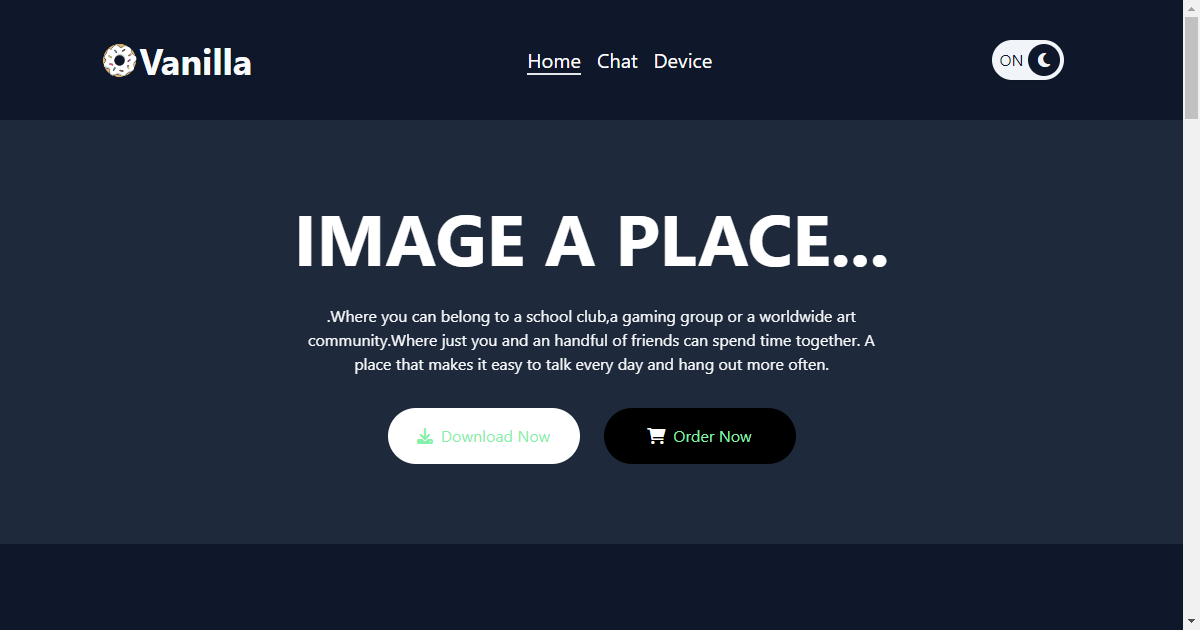 Vanilla
Home Chat Device
ON
IMAGE A PLACE...
.Where you can belong to a school club,a gaming group or a worldwide art
community.Where just you and an handful of friends can spend time together. A
place that makes it easy to talk every day and hang out more often.
Download Now
Order Now